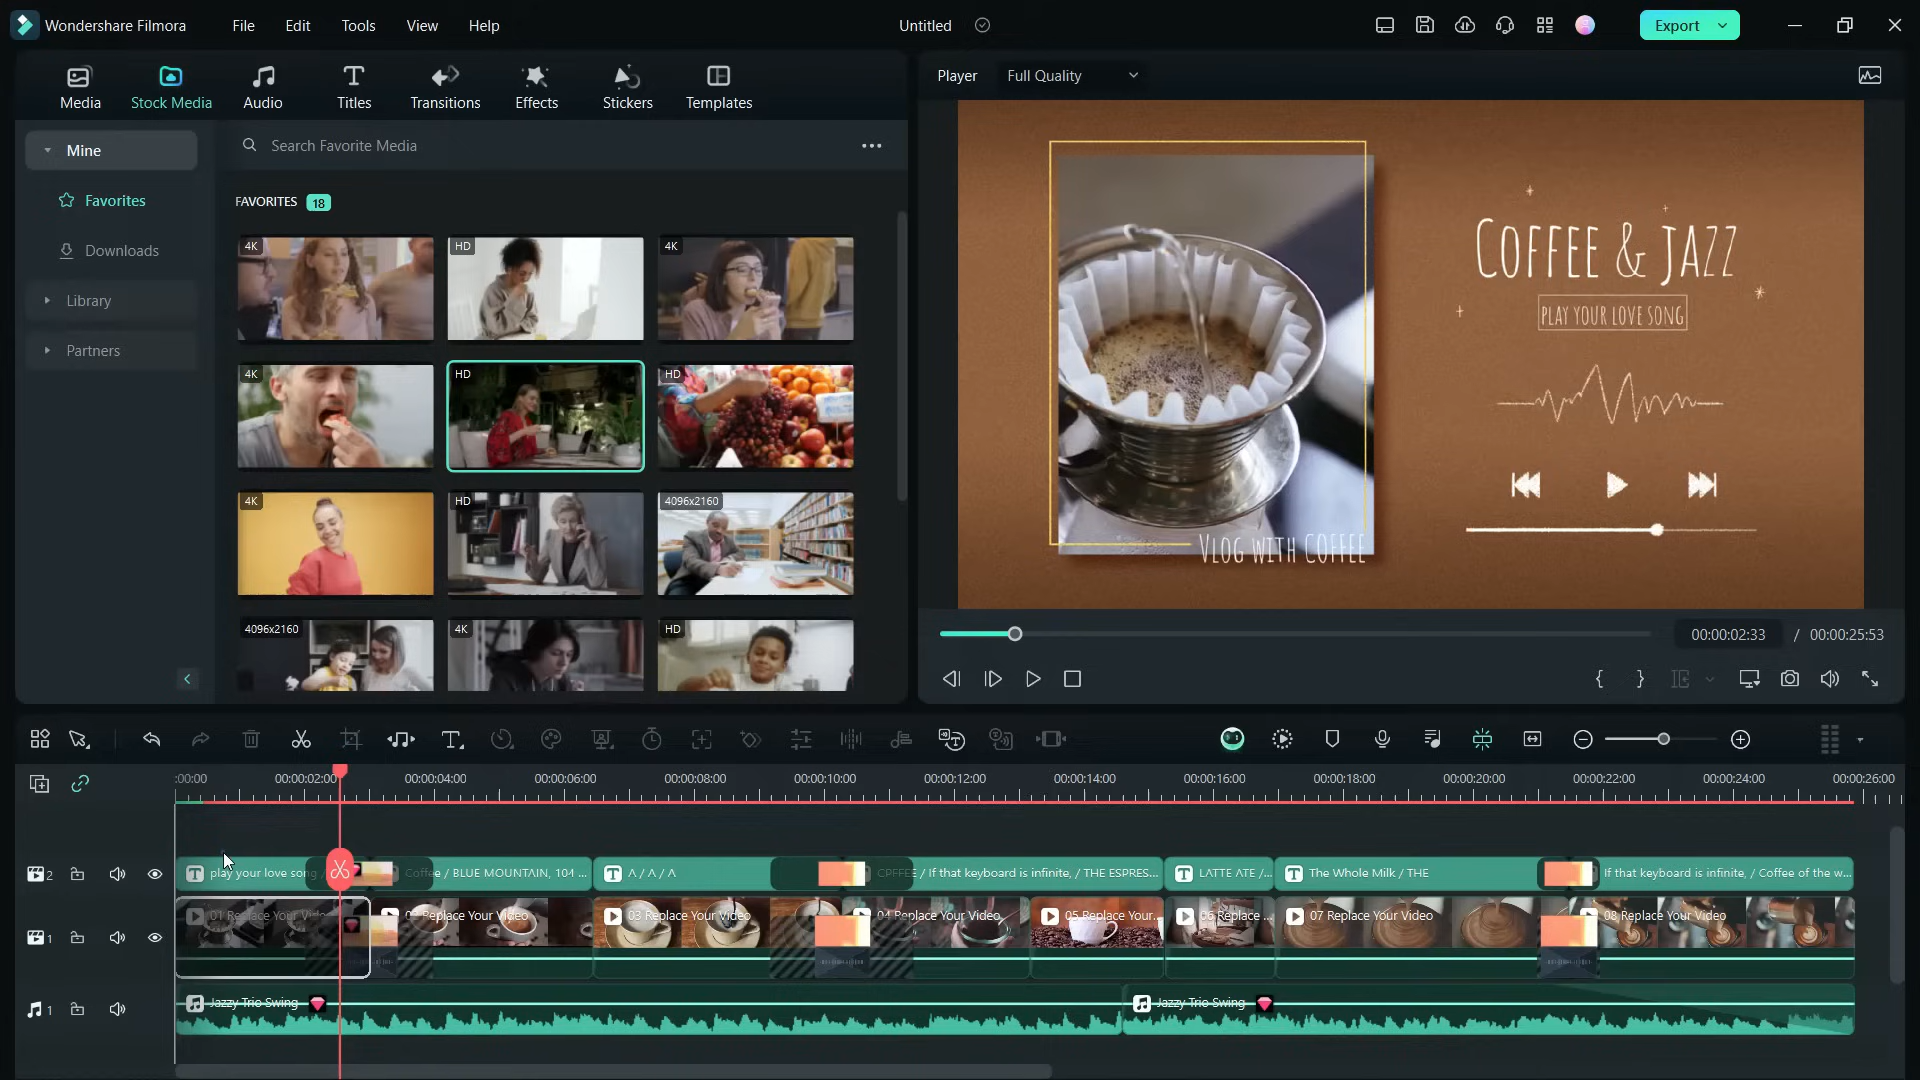 Wondershare Filmora
File Edit Tools View Help
Untitled
Export
Media
Stock Media
Audio
Titles
Transitions
Effects
Stickers
Templates
Player
Full Quality
Mine
Favorites
Downloads
Library
Partners
Search Favorite Media
FAVORITES 18
4K
HD
4K
4K
HD
HD
4K
HD
4096x2160
4096x2160
4K
HD
COFFEE & JAZZ
PLAY YOUR LOVE SONG
VLOG WITH COFFEE
00:00:02:33 / 00:00:25:53
:00:00 00:00:02:00 00:00:04:00 00:00:06:00 00:00:08:00 00:00:10:00 00:00:12:00 00:00:14:00 00:00:16:00 00:00:18:00 00:00:20:00 00:00:22:00 00:00:24:00 00:00:26:00
2
T play your love song
Coffee / BLUE MOUNTAIN, 104 ...
T Λ / Λ / Λ
/ If that keyboard is infinite, / THE ESPRES...
T LATTE ATE /...
T The Whole Milk / THE
If that keyboard is infinite, / Coffee of the w...
1
01 Replace Your
Replace Your Video
03 Replace Your Video
04 Replace Your Video
05 Replace Your...
06 Replace ...
07 Replace Your Video
08 Replace Your Video
1
Jazzy Trio Swing
Jazzy Trio Swing